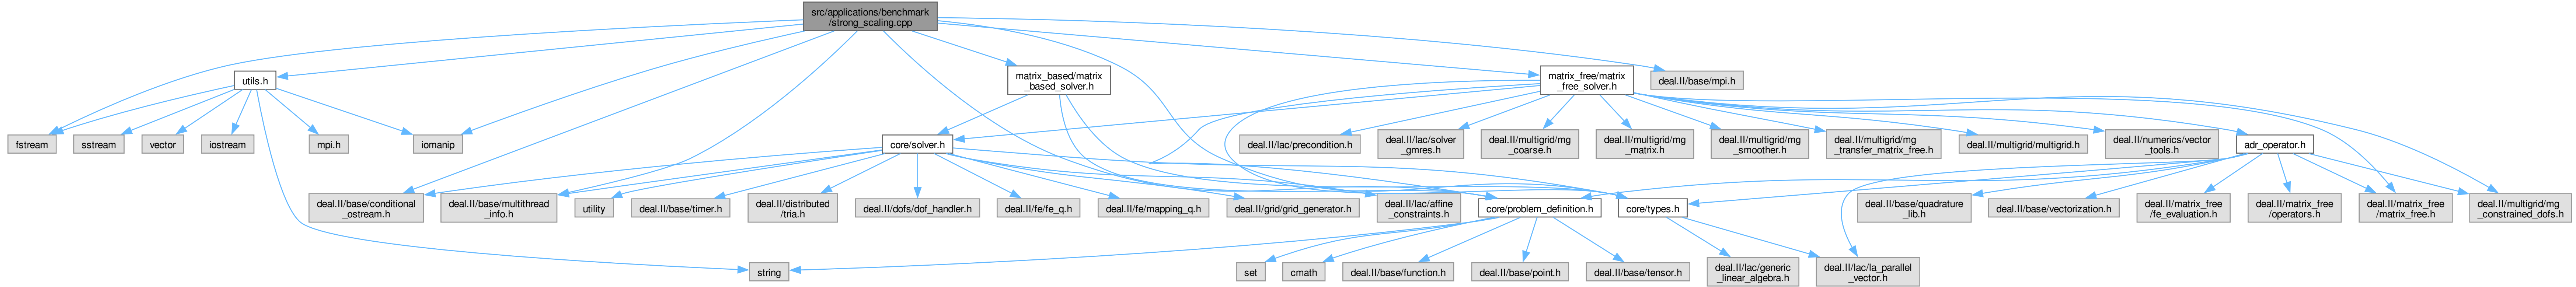 src/applications/benchmark
/strong_scaling.cpp
utils.h
matrix_based/matrix
_based_solver.h
matrix_free/matrix
_free_solver.h
deal.II/base/mpi.h
fstream
sstream
vector
iostream
mpi.h
iomanip
core/solver.h
deal.II/lac/precondition.h
deal.II/lac/solver
_gmres.h
deal.II/multigrid/mg
_coarse.h
deal.II/multigrid/mg
_matrix.h
deal.II/multigrid/mg
_smoother.h
deal.II/multigrid/mg
_transfer_matrix_free.h
deal.II/multigrid/multigrid.h
deal.II/numerics/vector
_tools.h
adr_operator.h
deal.II/base/conditional
_ostream.h
deal.II/base/multithread
_info.h
utility
deal.II/base/timer.h
deal.II/distributed
/tria.h
deal.II/dofs/dof_handler.h
deal.II/fe/fe_q.h
deal.II/fe/mapping_q.h
deal.II/grid/grid_generator.h
deal.II/lac/affine
_constraints.h
core/problem_definition.h
core/types.h
deal.II/base/quadrature
_lib.h
deal.II/base/vectorization.h
deal.II/matrix_free
/fe_evaluation.h
deal.II/matrix_free
/operators.h
deal.II/matrix_free
/matrix_free.h
deal.II/multigrid/mg
_constrained_dofs.h
string
set
cmath
deal.II/base/function.h
deal.II/base/point.h
deal.II/base/tensor.h
deal.II/lac/generic
_linear_algebra.h
deal.II/lac/la_parallel
_vector.h